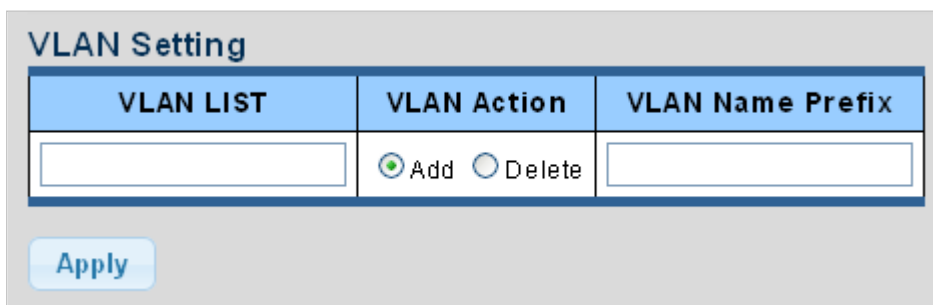 VLAN Setting
VLAN LIST VLAN Action VLAN Name Prefix
Add Delete
Apply